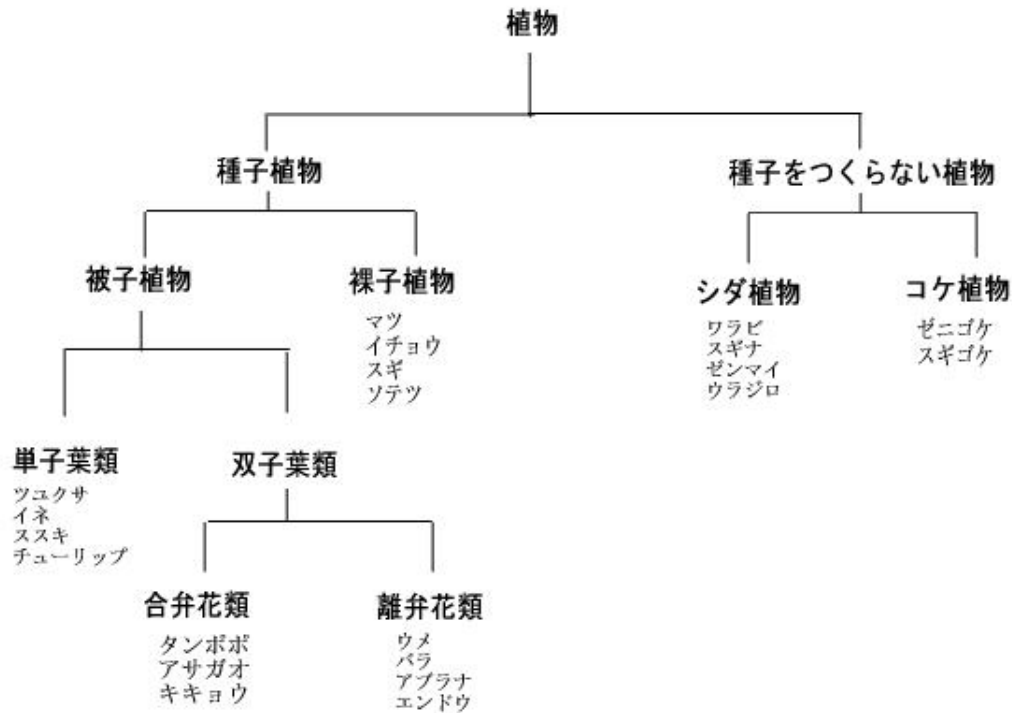 植物
種子植物
種子をつくらない植物
被子植物
裸子植物
マツ
イチョウ
スギ
ソテツ
シダ植物
ワラビ
スギナ
ゼンマイ
ウラジロ
コケ植物
ゼニゴケ
スギゴケ
単子葉類
ツユクサ
イネ
ススキ
チューリップ
双子葉類
合弁花類
タンポポ
アサガオ
キキョウ
離弁花類
ウメ
バラ
アブラナ
エンドウ